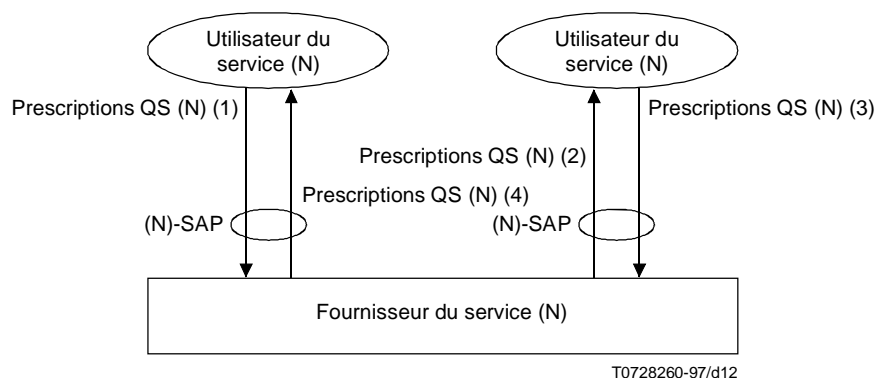 Utilisateur du
service (N)
Utilisateur du
service (N)
Prescriptions QS (N) (1)
Prescriptions QS (N) (3)
Prescriptions QS (N) (2)
Prescriptions QS (N) (4)
(N)-SAP
(N)-SAP
Fournisseur du service (N)
T0728260-97/d12